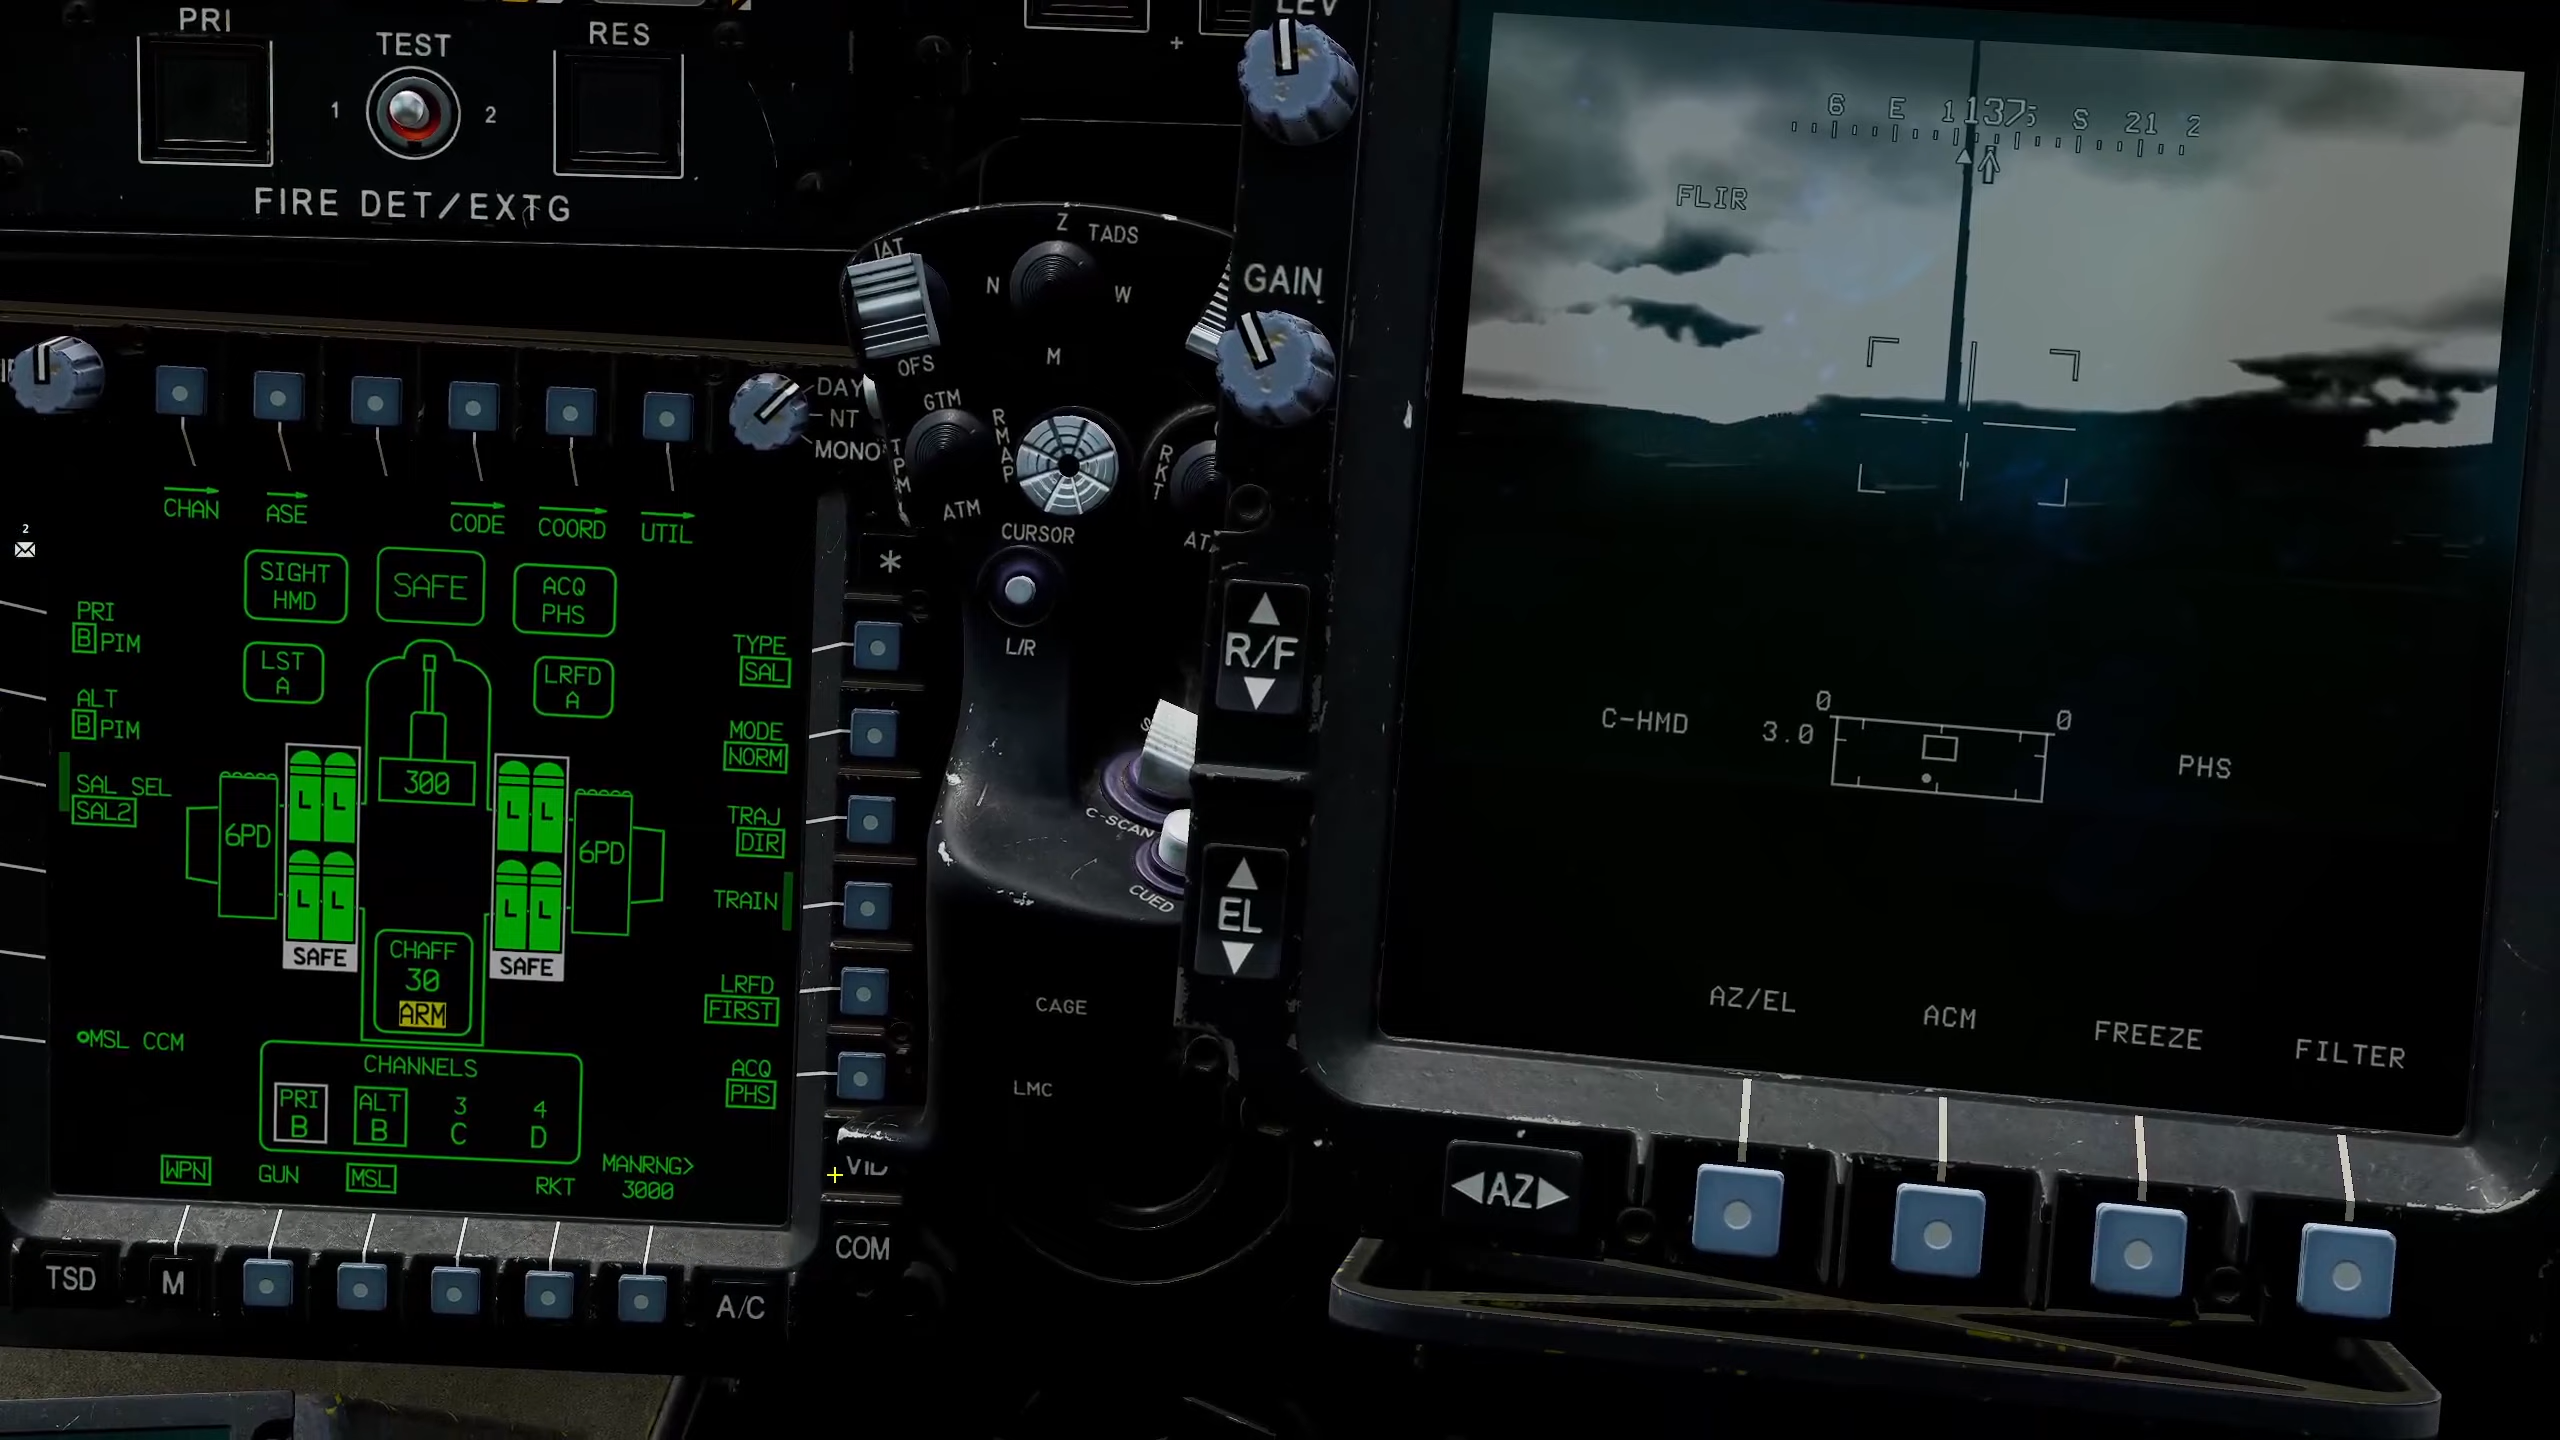 PRI
TEST
RES
1
2
FIRE DET/EXTG
LEV
+
GAIN
IAT
OFS
Z
TADS
N
W
M
GTM
TPM
ATM
RMAP
RKT
CURSOR
L/R
C-SCAN
CUED
CAGE
LMC
DAY
NT
MONO
*
VID
COM
R/F
EL
AZ
TSD
M
A/C
CHAN
ASE
CODE
COORD
UTIL
SIGHT
HMD
SAFE
ACQ
PHS
LST
A
LRFD
A
PRI
B PIM
ALT
B PIM
SAL SEL
SAL2
MSL CCM
TYPE
SAL
MODE
NORM
TRAJ
DIR
TRAIN
LRFD
FIRST
ACQ
PHS
300
6PD
6PD
L L
L L
L L
L L
SAFE
SAFE
CHAFF
30
ARM
CHANNELS
PRI
B
ALT
B
3
C
4
D
WPN
GUN
MSL
RKT
MANRNG>
3000
2
6 E 137 S 21 2
FLIR
C-HMD
3.0
0
0
PHS
AZ/EL
ACM
FREEZE
FILTER